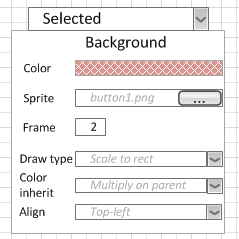 Selected
Background
Color
Sprite button1.png ...
Frame 2
Draw type Scale to rect
Color
inherit Multiply on parent
Align Top-left